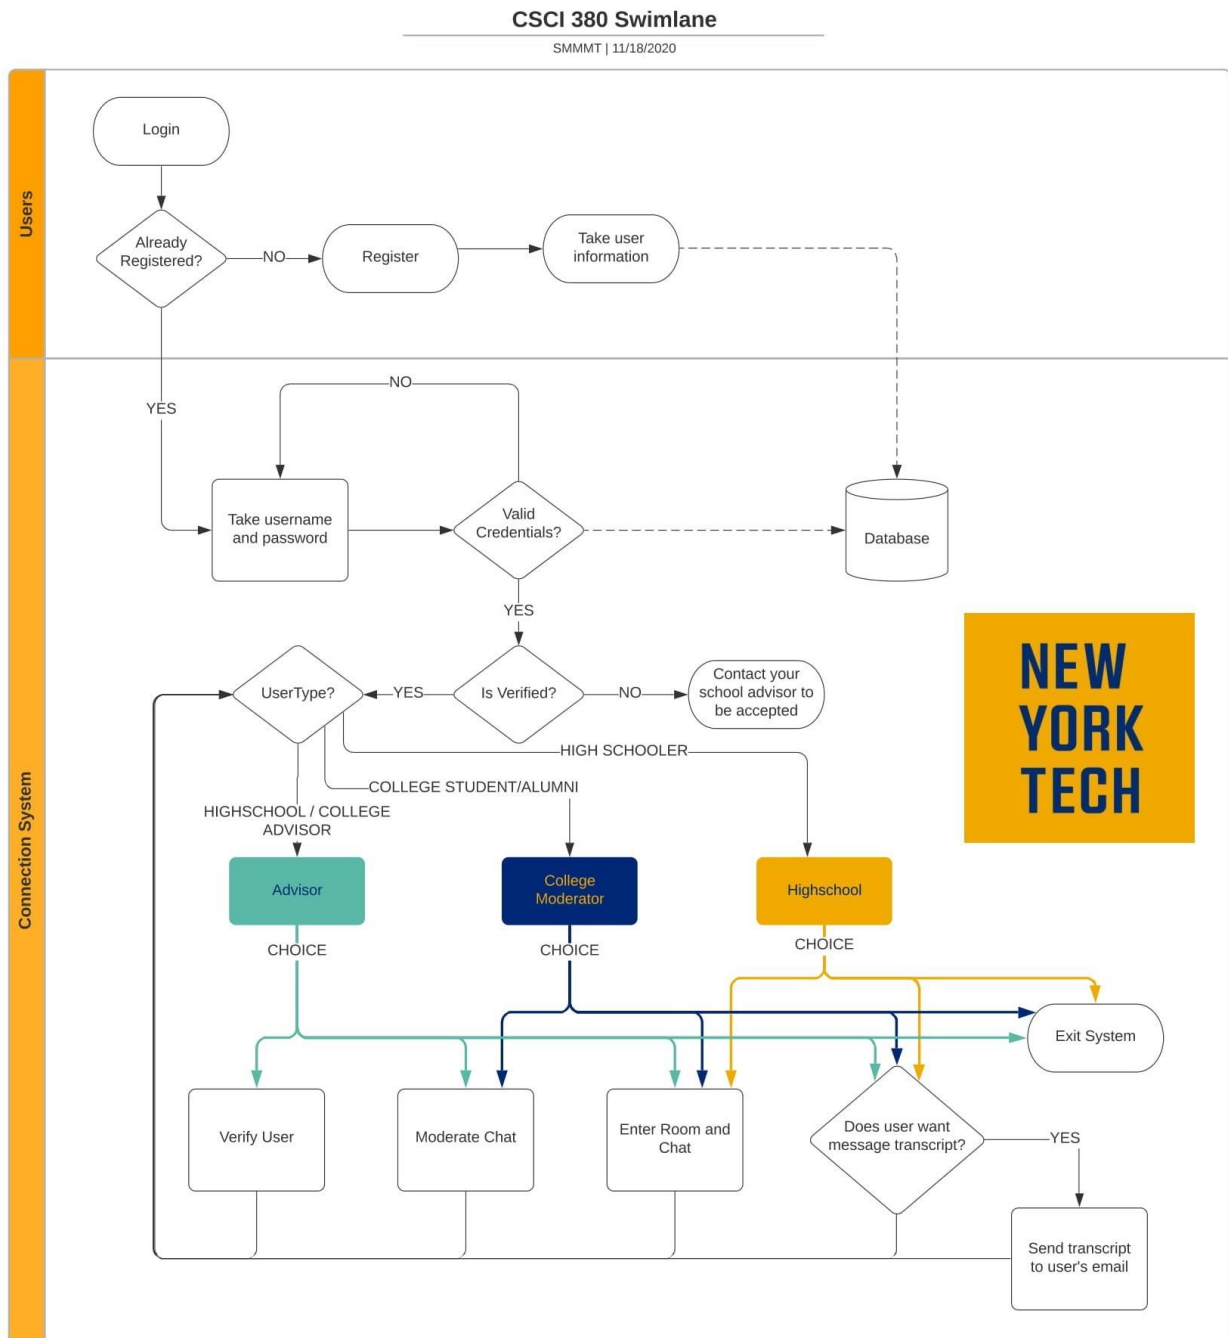 CSCI 380 Swimlane
SMMMT | 11/18/2020
Users
Login
Already
Registered?
NO
Register
Take user
information
Connection System
NO
YES
Take username
and password
Valid
Credentials?
Database
YES
UserType?
YES
Is Verified?
NO
Contact your
school advisor to
be accepted
NEW
YORK
TECH
HIGH SCHOOLER
COLLEGE STUDENT/ALUMNI
HIGHSCHOOL / COLLEGE
ADVISOR
Advisor
College
Moderator
Highschool
CHOICE
CHOICE
CHOICE
Exit System
Verify User
Moderate Chat
Enter Room and
Chat
Does user want
message transcript?
YES
Send transcript
to user's email